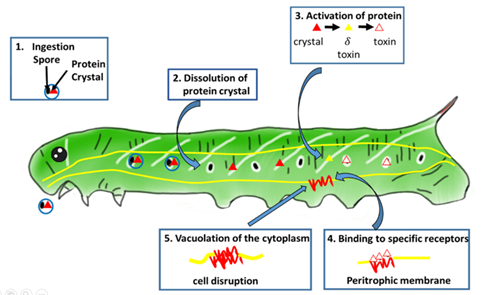 1. Ingestion
Spore
Protein
Crystal
2. Dissolution of
protein crystal
3. Activation of protein
crystal δ toxin
toxin
5. Vacuolation of the cytoplasm
cell disruption
4. Binding to specific receptors
Peritrophic membrane